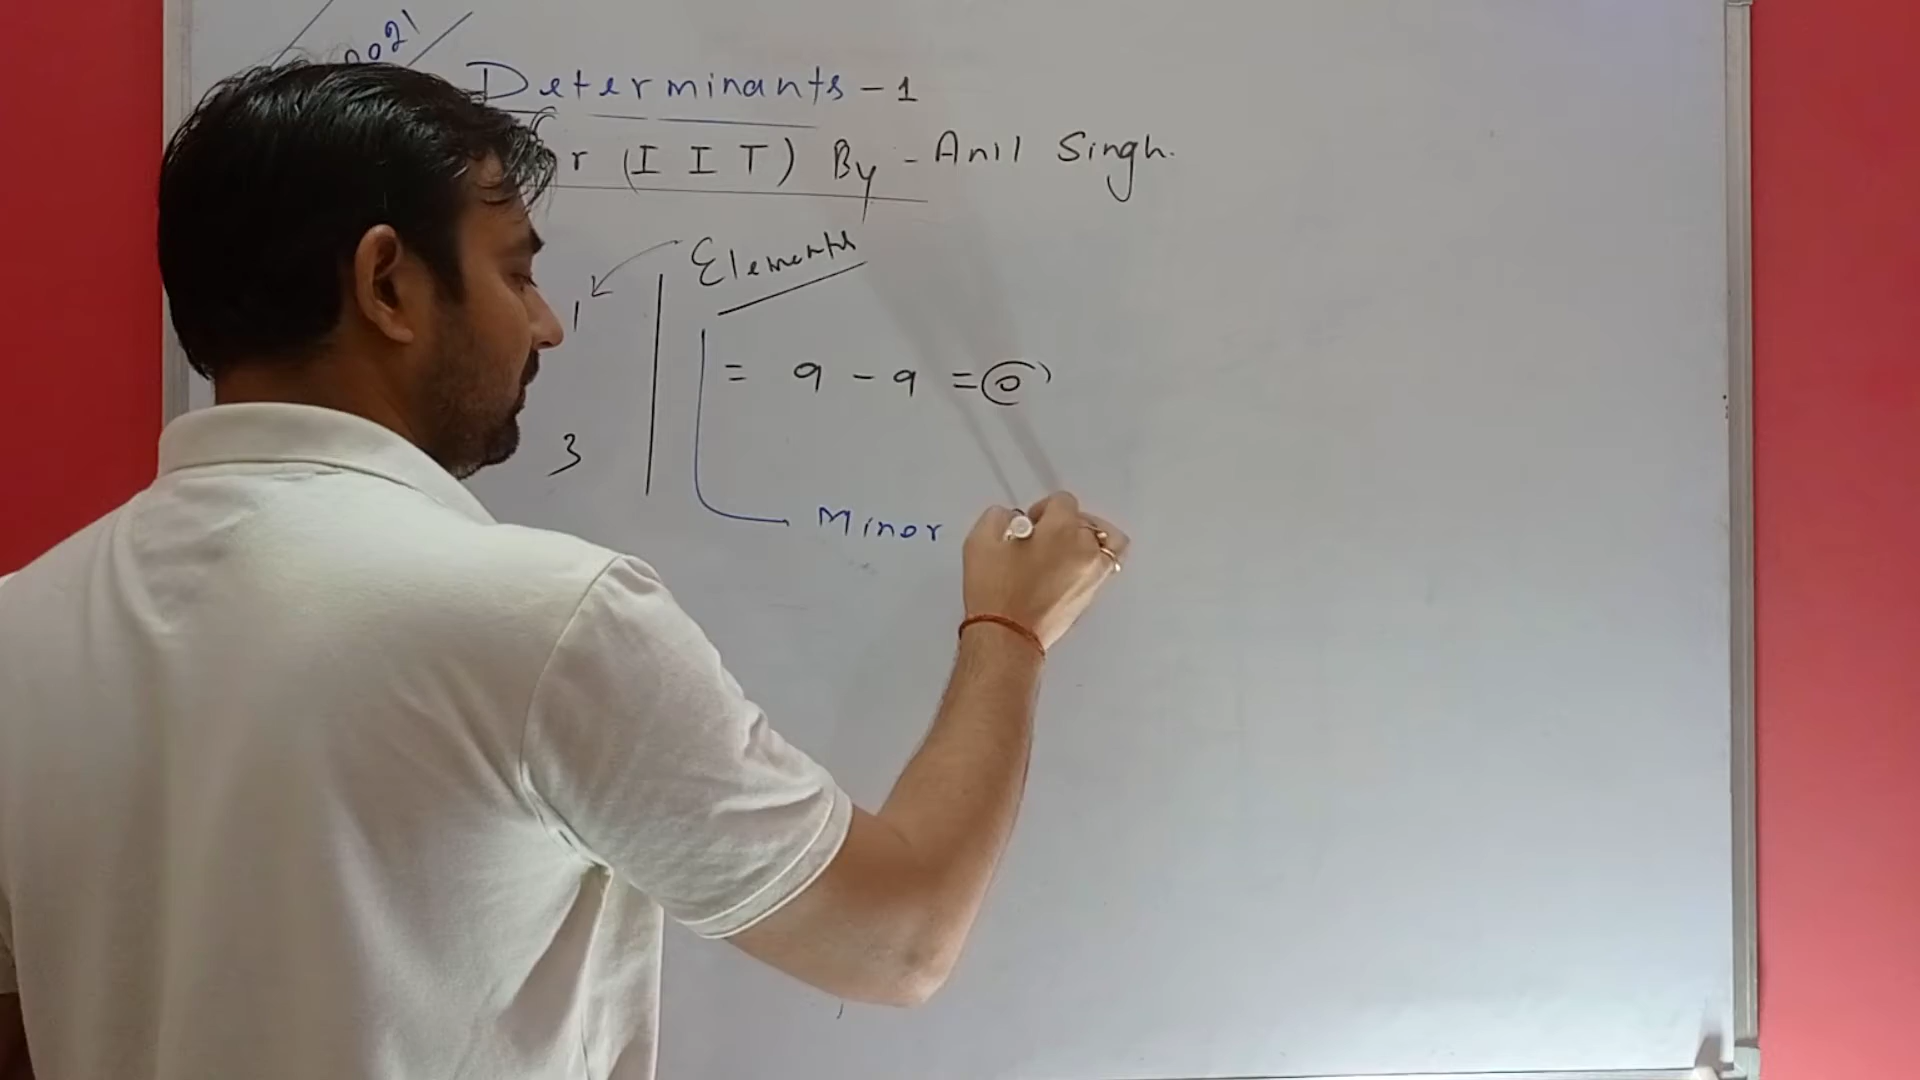 Determinants - 1
r (I I T) By - Anil Singh.
Elements
1
= 9 - 9 = 0
3
Minor